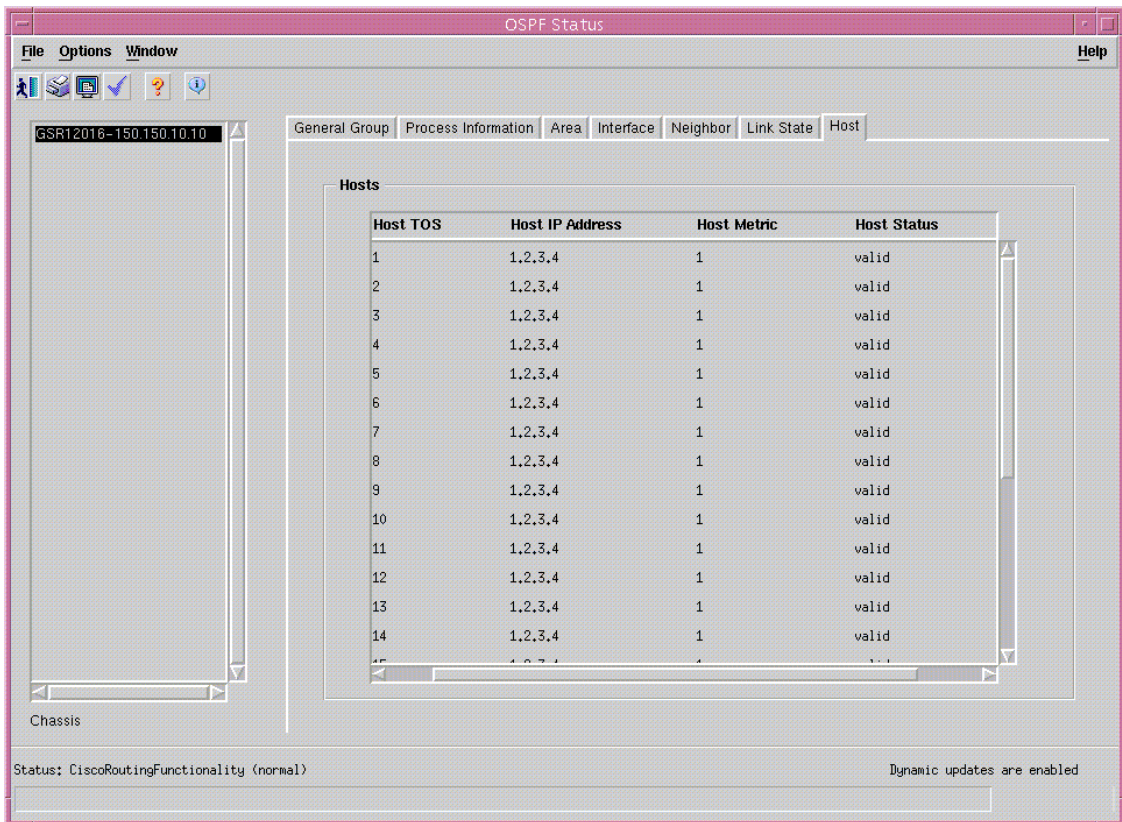 OSPF Status
File Options Window Help
GSR12016-150.150.10.10
General Group Process Information Area Interface Neighbor Link State Host
Hosts
Host TOS Host IP Address Host Metric Host Status
1 1.2.3.4 1 valid
2 1.2.3.4 1 valid
3 1.2.3.4 1 valid
4 1.2.3.4 1 valid
5 1.2.3.4 1 valid
6 1.2.3.4 1 valid
7 1.2.3.4 1 valid
8 1.2.3.4 1 valid
9 1.2.3.4 1 valid
10 1.2.3.4 1 valid
11 1.2.3.4 1 valid
12 1.2.3.4 1 valid
13 1.2.3.4 1 valid
14 1.2.3.4 1 valid
Chassis
Status: CiscoRoutingFunctionality (normal) Dynamic updates are enabled